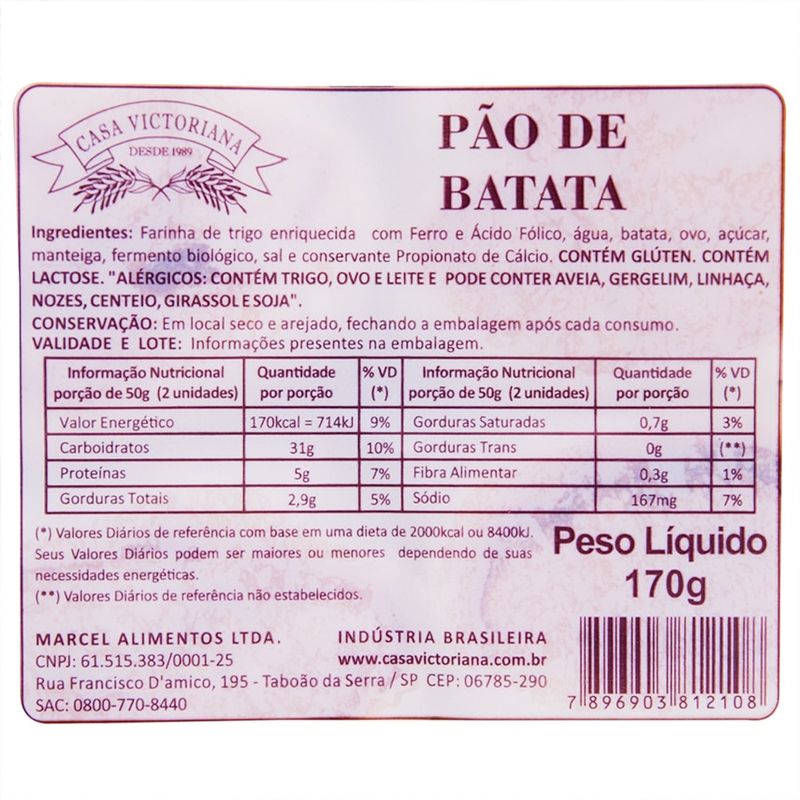 CASA VICTORIANA
DESDE 1989
PÃO DE
BATATA
Ingredientes: Farinha de trigo enriquecida com Ferro e Ácido Fólico, água, batata, ovo, açúcar,
manteiga, fermento biológico, sal e conservante Propionato de Cálcio. CONTÉM GLÚTEN. CONTÉM
LACTOSE. "ALÉRGICOS: CONTÉM TRIGO, OVO E LEITE E PODE CONTER AVEIA, GERGELIM, LINHAÇA,
NOZES, CENTEIO, GIRASSOL E SOJA".
CONSERVAÇÃO: Em local seco e arejado, fechando a embalagem após cada consumo.
VALIDADE E LOTE: Informações presentes na embalagem.
Informação Nutricional Quantidade % VD Informação Nutricional Quantidade % VD
porção de 50g (2 unidades) por porção (*) porção de 50g (2 unidades) por porção (*)
Valor Energético 170kcal = 714kJ 9% Gorduras Saturadas 0,7g 3%
Carboidratos 31g 10% Gorduras Trans 0g (**)
Proteínas 5g 7% Fibra Alimentar 0,3g 1%
Gorduras Totais 2,9g 5% Sódio 167mg 7%
(*) Valores Diários de referência com base em uma dieta de 2000kcal ou 8400kJ.
Seus Valores Diários podem ser maiores ou menores dependendo de suas
necessidades energéticas.
(**) Valores Diários de referência não estabelecidos.
Peso Líquido
170g
MARCEL ALIMENTOS LTDA. INDÚSTRIA BRASILEIRA
CNPJ: 61.515.383/0001-25 www.casavictoriana.com.br
Rua Francisco D'amico, 195 - Taboão da Serra / SP CEP: 06785-290
SAC: 0800-770-8440
7 896903 812108